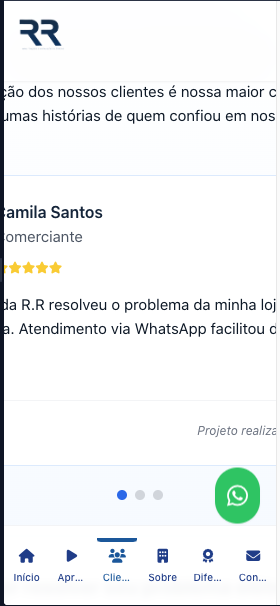 RR
ção dos nossos clientes é nossa maior c
umas histórias de quem confiou em nos
Camila Santos
Comerciante
da R.R resolveu o problema da minha loj
a. Atendimento via WhatsApp facilitou d
Projeto realiza
Início Apr... Clie... Sobre Dife... Con...